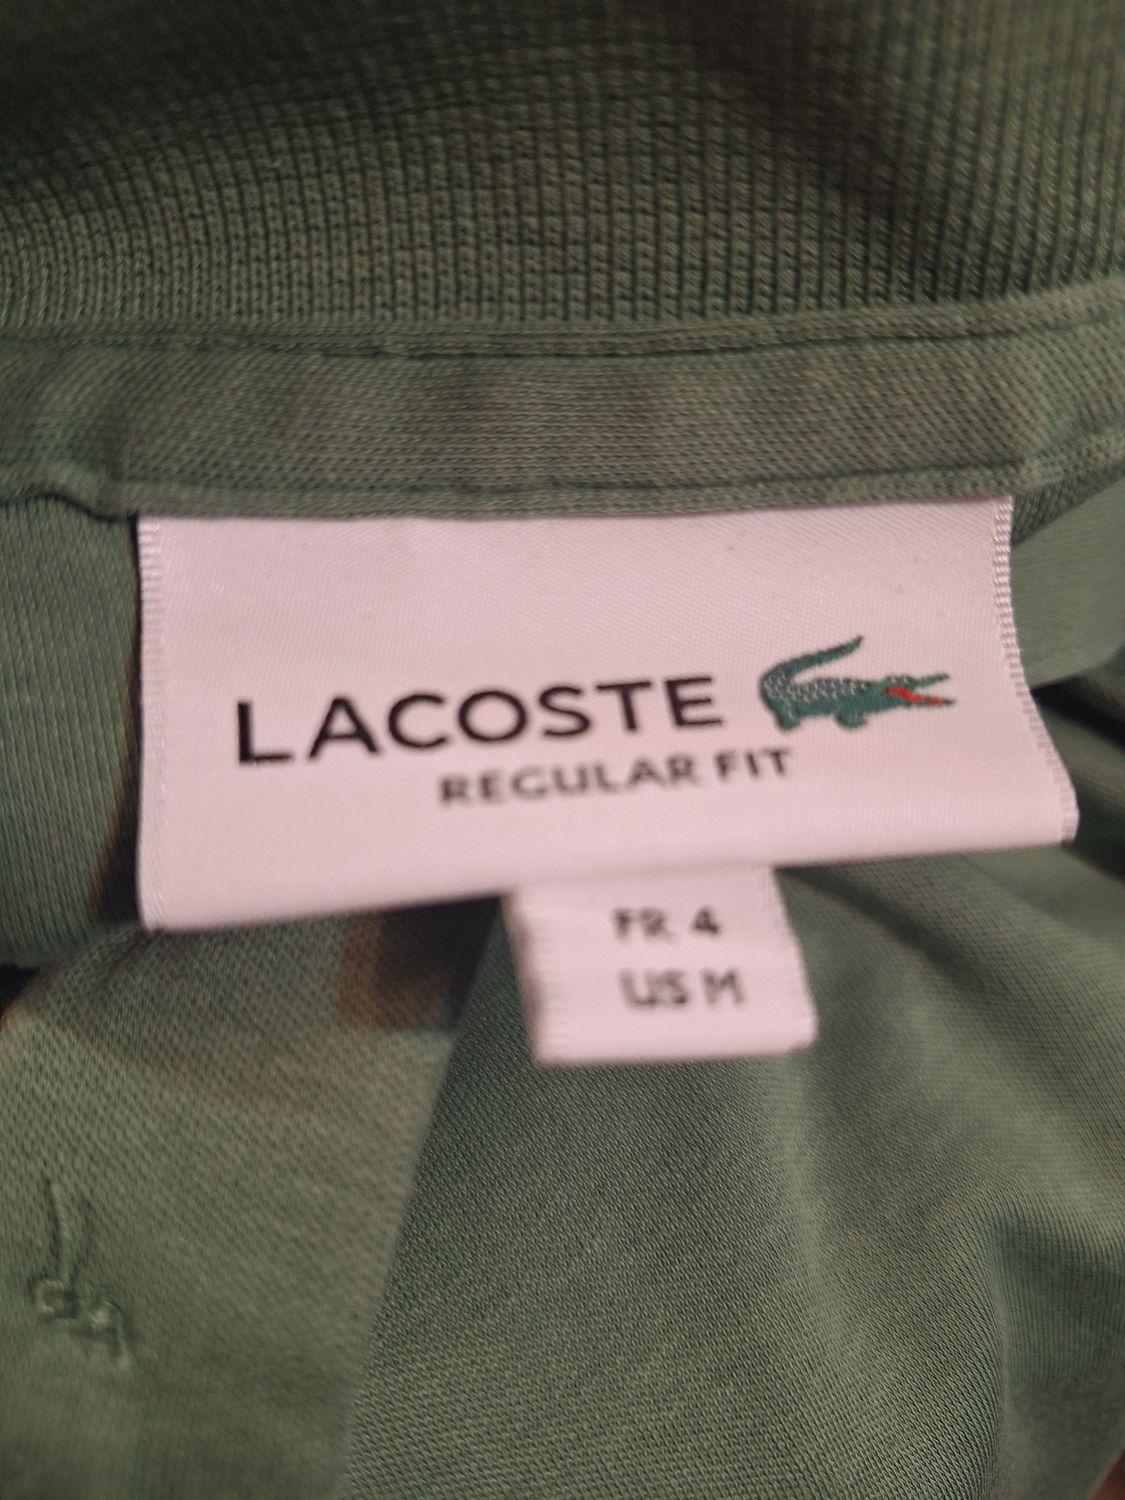 LACOSTE
REGULAR FIT
FR 4
US M